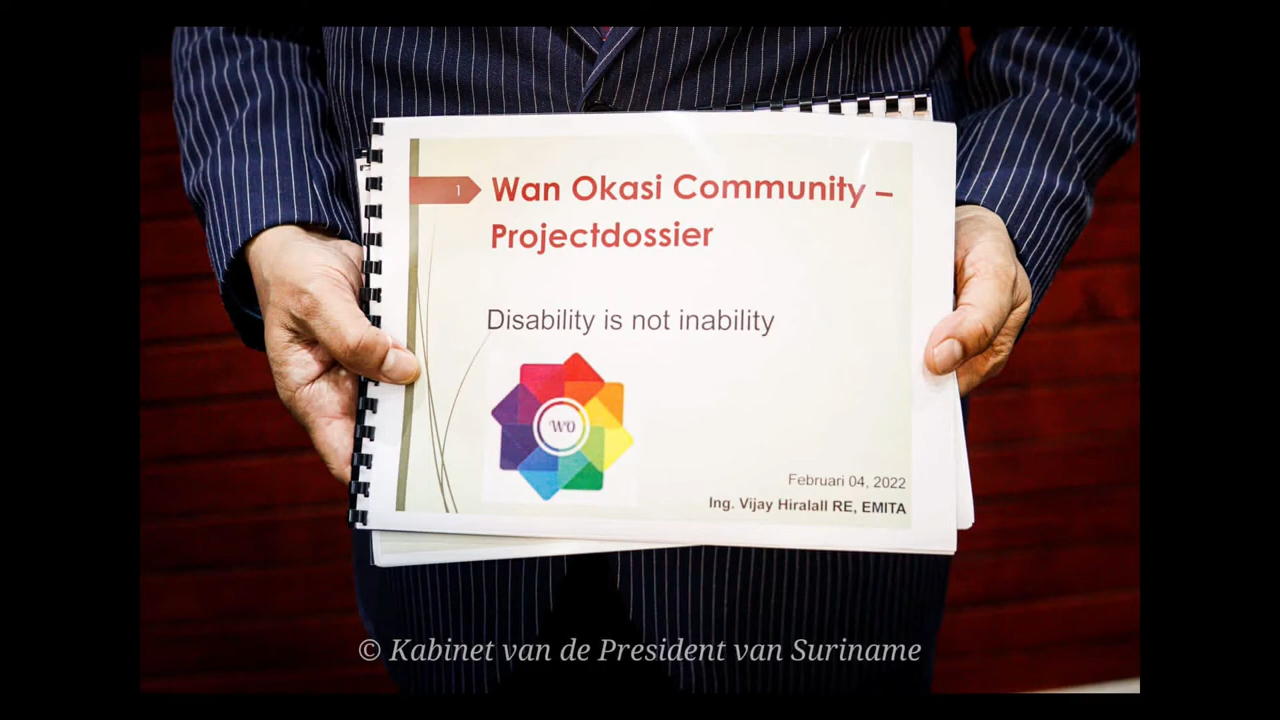 1
Wan Okasi Community –
Projectdossier
Disability is not inability
WO
Februari 04, 2022
Ing. Vijay Hiralall RE, EMITA
© Kabinet van de President van Suriname